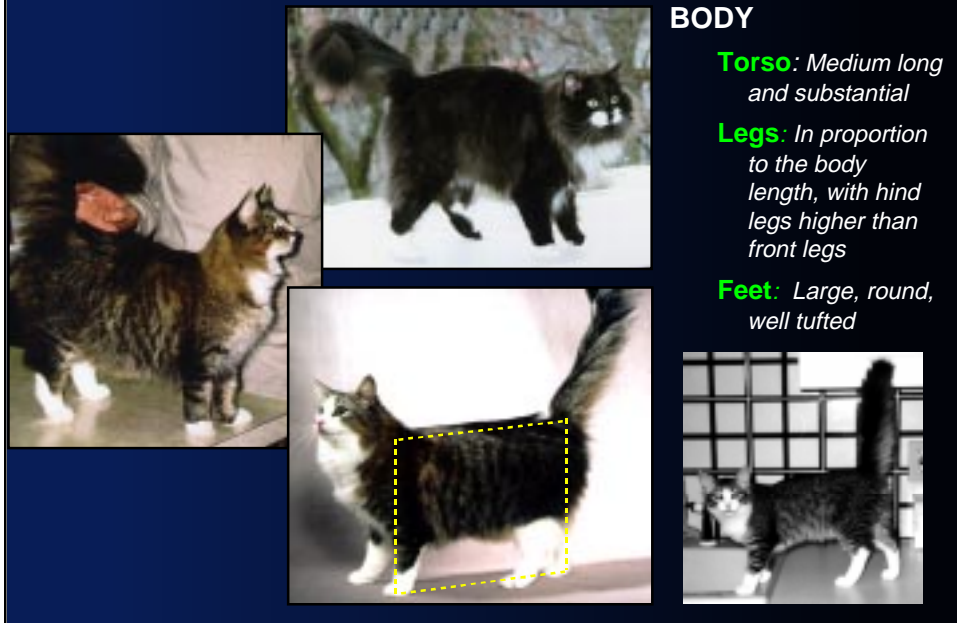 BODY
Torso: Medium long
and substantial
Legs: In proportion
to the body
length, with hind
legs higher than
front legs
Feet: Large, round,
well tufted